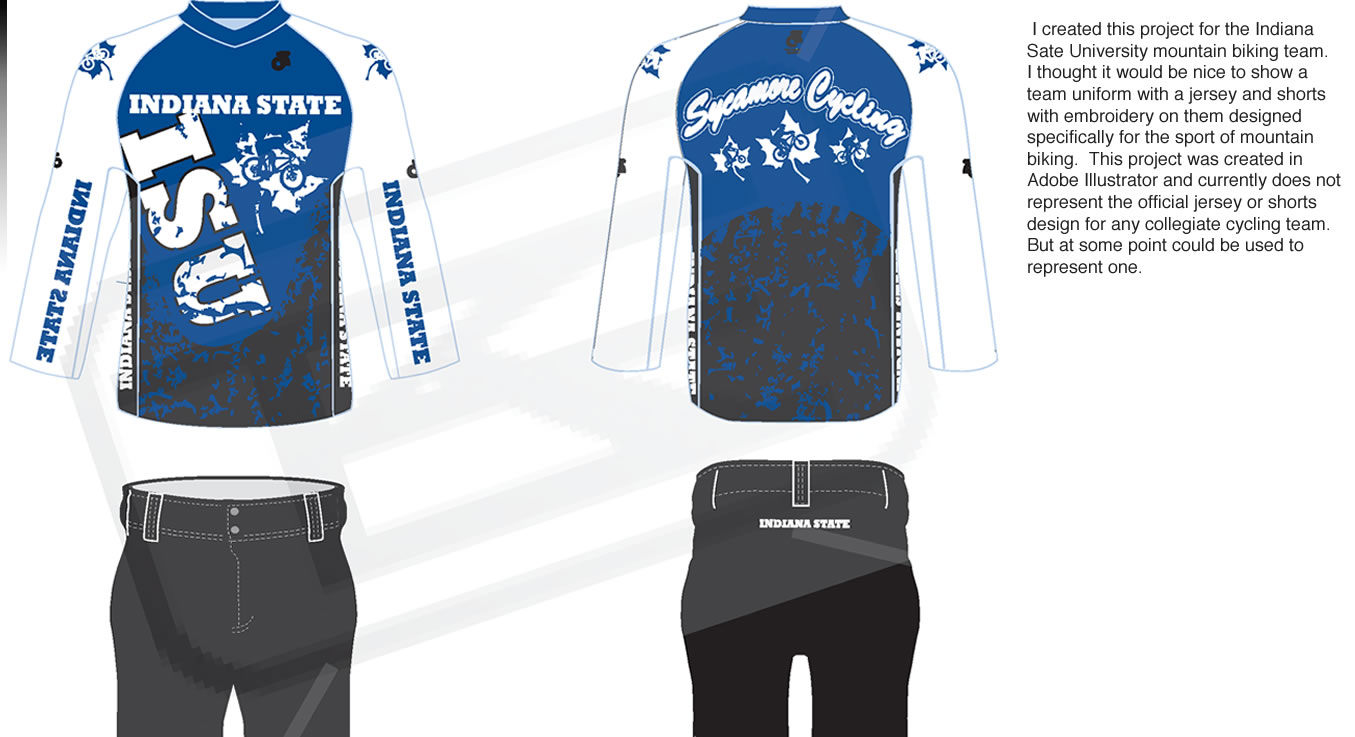 INDIANA STATE
ISU
INDIANA STATE
INDIANA STATE
INDIANA STATE
STATE
Sycamore Cycling
INDIANA STATE
I created this project for the Indiana
Sate University mountain biking team.
I thought it would be nice to show a
team uniform with a jersey and shorts
with embroidery on them designed
specifically for the sport of mountain
biking. This project was created in
Adobe Illustrator and currently does not
represent the official jersey or shorts
design for any collegiate cycling team.
But at some point could be used to
represent one.